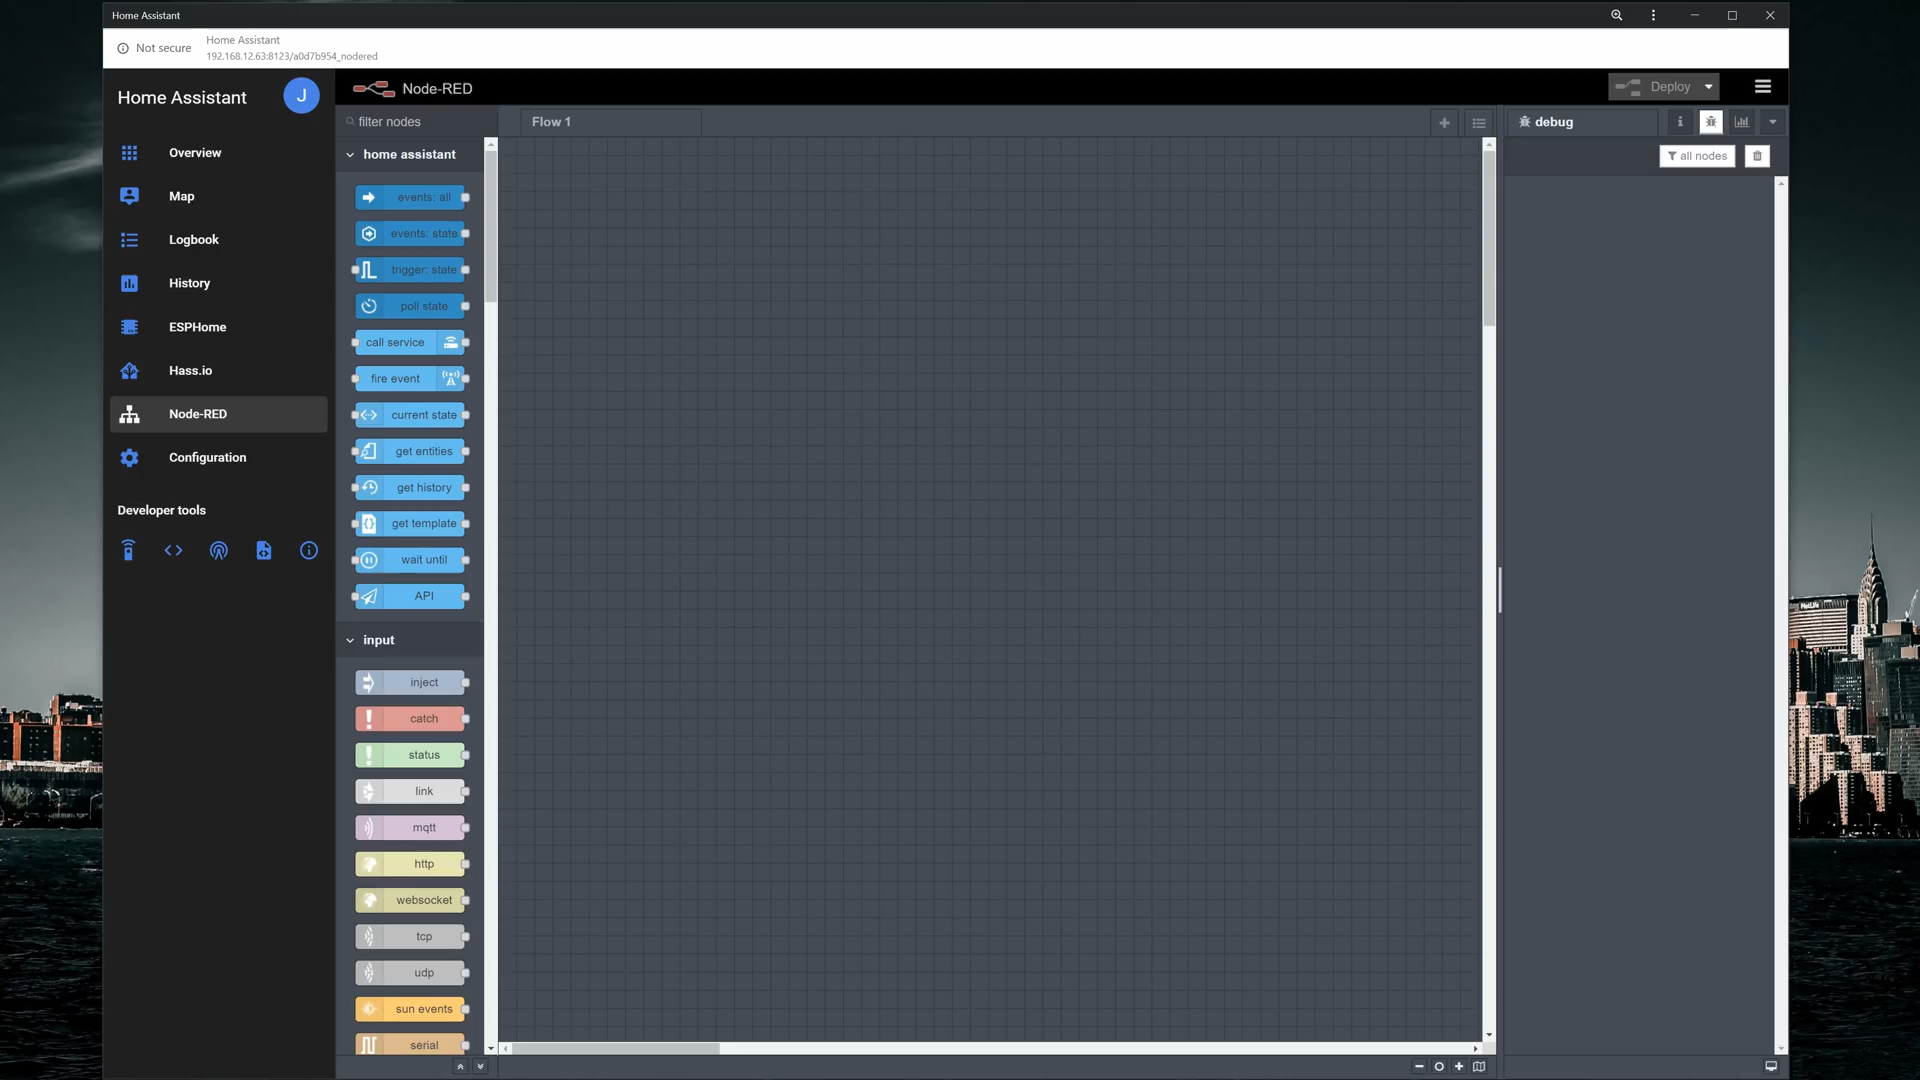 Home Assistant
Not secure
Home Assistant
192.168.12.63:8123/a0d7b954_nodered
Home Assistant
J
Node-RED
Deploy
Overview
Map
Logbook
History
ESPHome
Hass.io
Node-RED
Configuration
Developer tools
filter nodes
home assistant
events: all
events: state
trigger: state
poll state
call service
fire event
current state
get entities
get history
get template
wait until
API
input
inject
catch
status
link
mqtt
http
websocket
tcp
udp
sun events
serial
Flow 1
debug
i
all nodes
MetLife